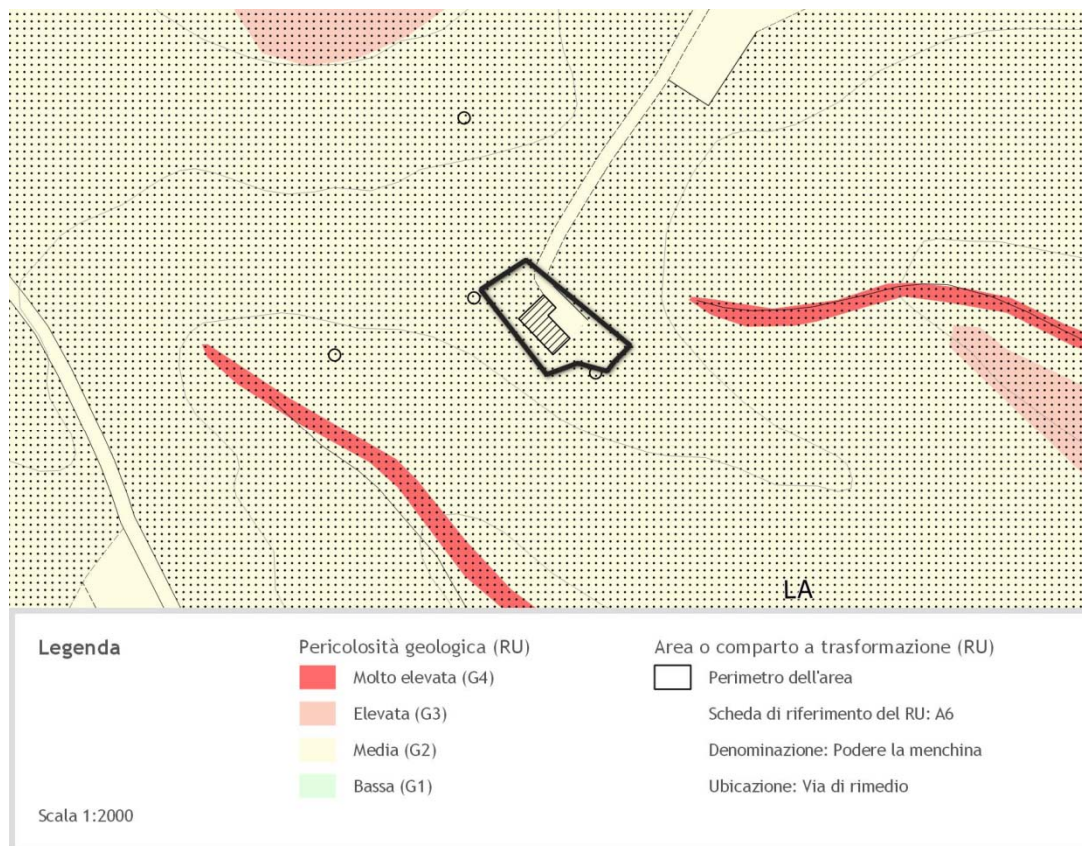 LA
Legenda
Pericolosità geologica (RU)
Molto elevata (G4)
Elevata (G3)
Media (G2)
Bassa (G1)
Area o comparto a trasformazione (RU)
Perimetro dell'area
Scheda di riferimento del RU: A6
Denominazione: Podere la menchina
Ubicazione: Via di rimedio
Scala 1:2000